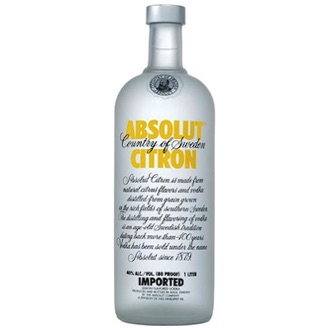 ABSOLUT
Country of Sweden
CITRON
Absolut Citron is made from
natural citrus flavors and vodka
distilled from grain grown
in the rich fields of southern Sweden.
The distilling and flavoring of vodka
is an age-old Swedish tradition
dating back more than 400 years.
Vodka has been sold under the name
Absolut since 1879.
40% ALC./VOL. (80 PROOF) 1 LITER
IMPORTED